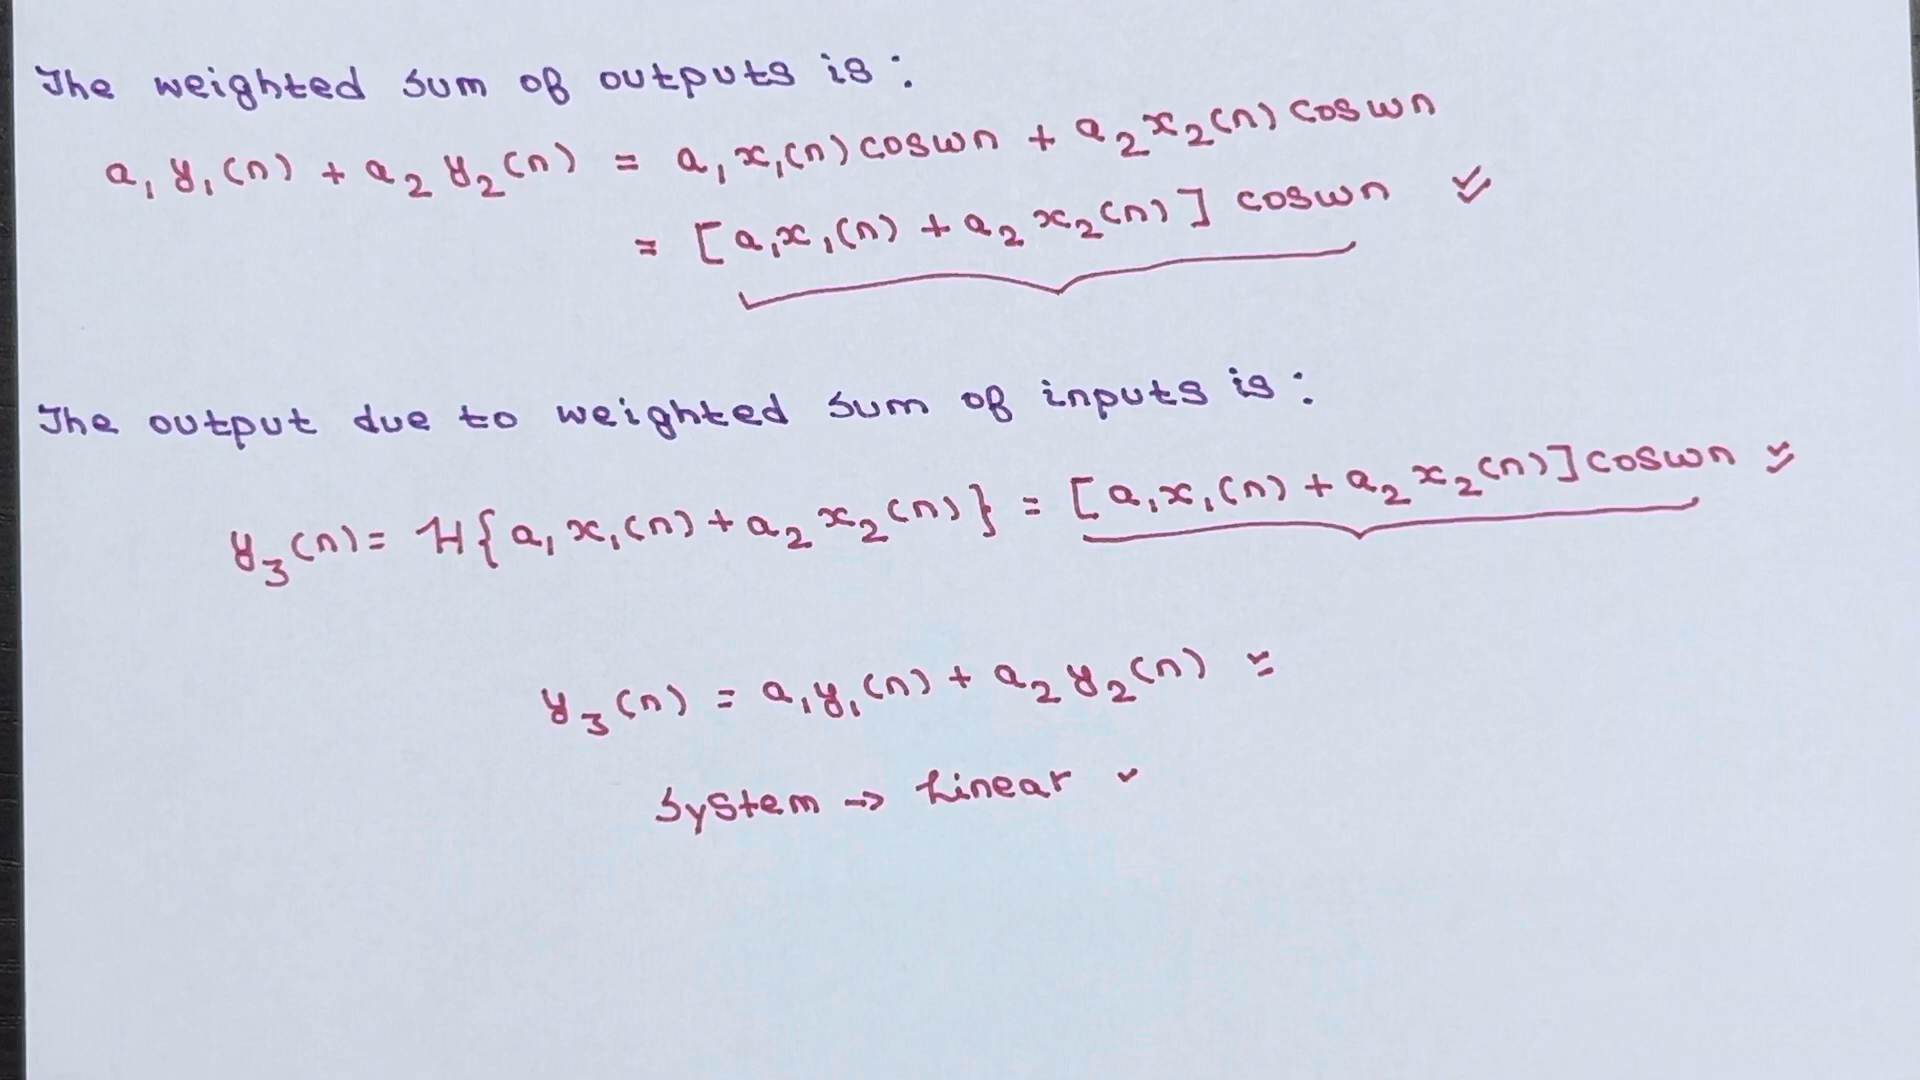 The weighted sum of outputs is :
a₁ y₁(n) + a₂ y₂(n) = a₁ x₁(n) cosωn + a₂ x₂(n) cosωn
= [a₁x₁(n) + a₂ x₂(n)] cosωn
The output due to weighted sum of inputs is :
y₃(n) = H{a₁ x₁(n) + a₂ x₂(n)} = [a₁x₁(n) + a₂ x₂(n)] cosωn
y₃(n) = a₁y₁(n) + a₂ y₂(n)
System → Linear